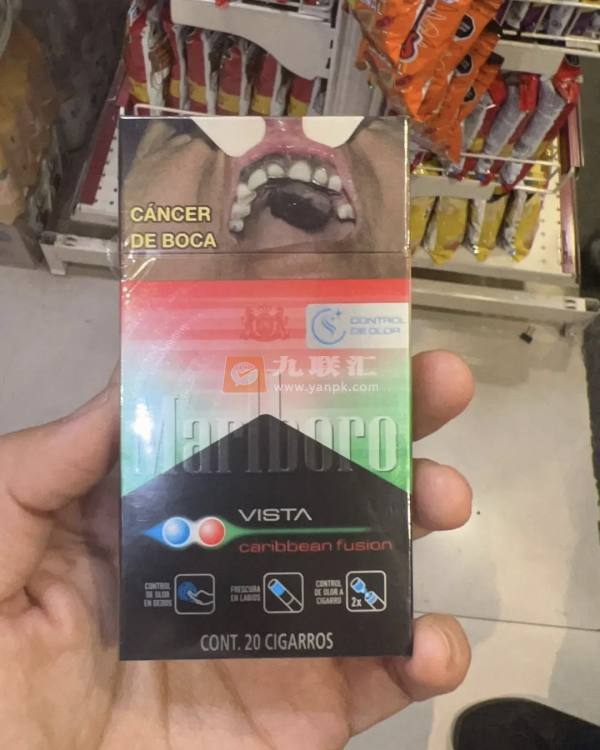 CÁNCER
DE BOCA
CONTROL
DE OLOR
九联汇
www.yanpk.com
Marlboro
VISTA
caribbean fusion
CONTROL
DE OLOR
EN DEDOS
FRESCURA
EN LABIOS
CONTROL
DE OLOR A
CIGARRO
2x
CONT. 20 CIGARROS